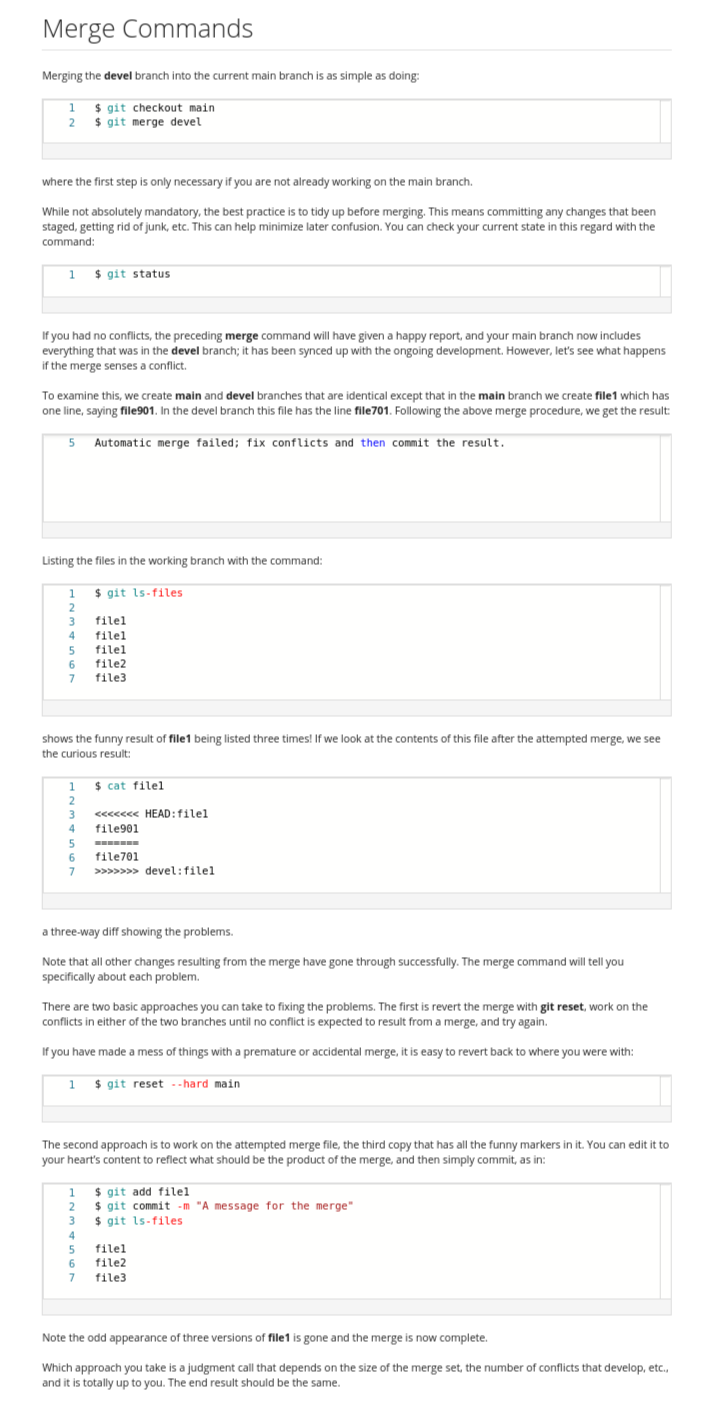 Merge Commands
Merging the devel branch into the current main branch is as simple as doing:
1 $ git checkout main
2 $ git merge devel
where the first step is only necessary if you are not already working on the main branch.
While not absolutely mandatory, the best practice is to tidy up before merging. This means committing any changes that been
staged, getting rid of junk, etc. This can help minimize later confusion. You can check your current state in this regard with the
command:
1 $ git status
If you had no conflicts, the preceding merge command will have given a happy report, and your main branch now includes
everything that was in the devel branch; it has been synced up with the ongoing development. However, let's see what happens
if the merge senses a conflict.
To examine this, we create main and devel branches that are identical except that in the main branch we create file1 which has
one line, saying file901. In the devel branch this file has the line file701. Following the above merge procedure, we get the result:
5 Automatic merge failed; fix conflicts and then commit the result.
Listing the files in the working branch with the command:
1 $ git ls-files
2
3 file1
4 file1
5 file1
6 file2
7 file3
shows the funny result of file1 being listed three times! If we look at the contents of this file after the attempted merge, we see
the curious result:
1 $ cat file1
2
3 <<<<<<< HEAD:file1
4 file901
5 =======
6 file701
7 >>>>>>> devel:file1
a three-way diff showing the problems.
Note that all other changes resulting from the merge have gone through successfully. The merge command will tell you
specifically about each problem.
There are two basic approaches you can take to fixing the problems. The first is revert the merge with git reset, work on the
conflicts in either of the two branches until no conflict is expected to result from a merge, and try again.
If you have made a mess of things with a premature or accidental merge, it is easy to revert back to where you were with:
1 $ git reset --hard main
The second approach is to work on the attempted merge file, the third copy that has all the funny markers in it. You can edit it to
your heart's content to reflect what should be the product of the merge, and then simply commit, as in:
1 $ git add file1
2 $ git commit -m "A message for the merge"
3 $ git ls-files
4
5 file1
6 file2
7 file3
Note the odd appearance of three versions of file1 is gone and the merge is now complete.
Which approach you take is a judgment call that depends on the size of the merge set, the number of conflicts that develop, etc.,
and it is totally up to you. The end result should be the same.